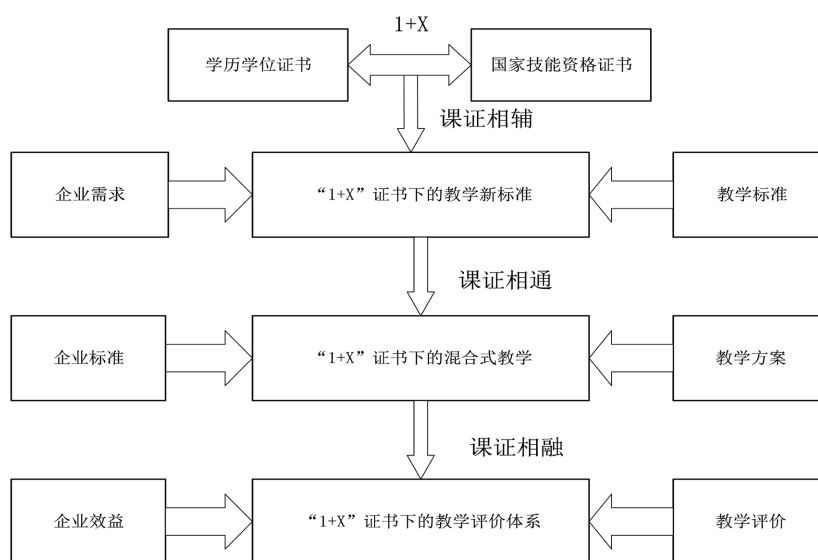 1+X
学历学位证书
国家技能资格证书
课证相辅
企业需求
“1+X”证书下的教学新标准
教学标准
课证相通
企业标准
“1+X”证书下的混合式教学
教学方案
课证相融
企业效益
“1+X”证书下的教学评价体系
教学评价